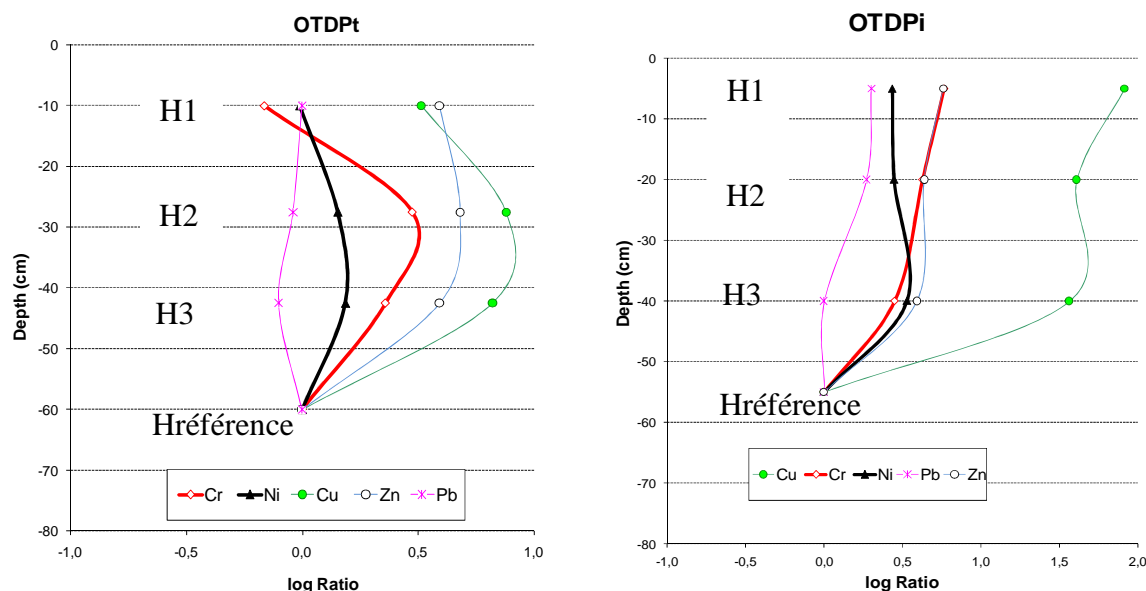 OTDPt
0
-10
-20
-30
-40
-50
-60
-70
-80
Depth (cm)
H1
H2
H3
Hréférence
Cr Ni Cu Zn Pb
-1,0 -0,5 0,0 0,5 1,0
log Ratio
OTDPi
0
-10
-20
-30
-40
-50
-60
-70
-80
Depth (cm)
H1
H2
H3
Hréférence
Cu Cr Ni Pb Zn
-1,0 0,0 0,5 1,0 1,5 2,0
log Ratio